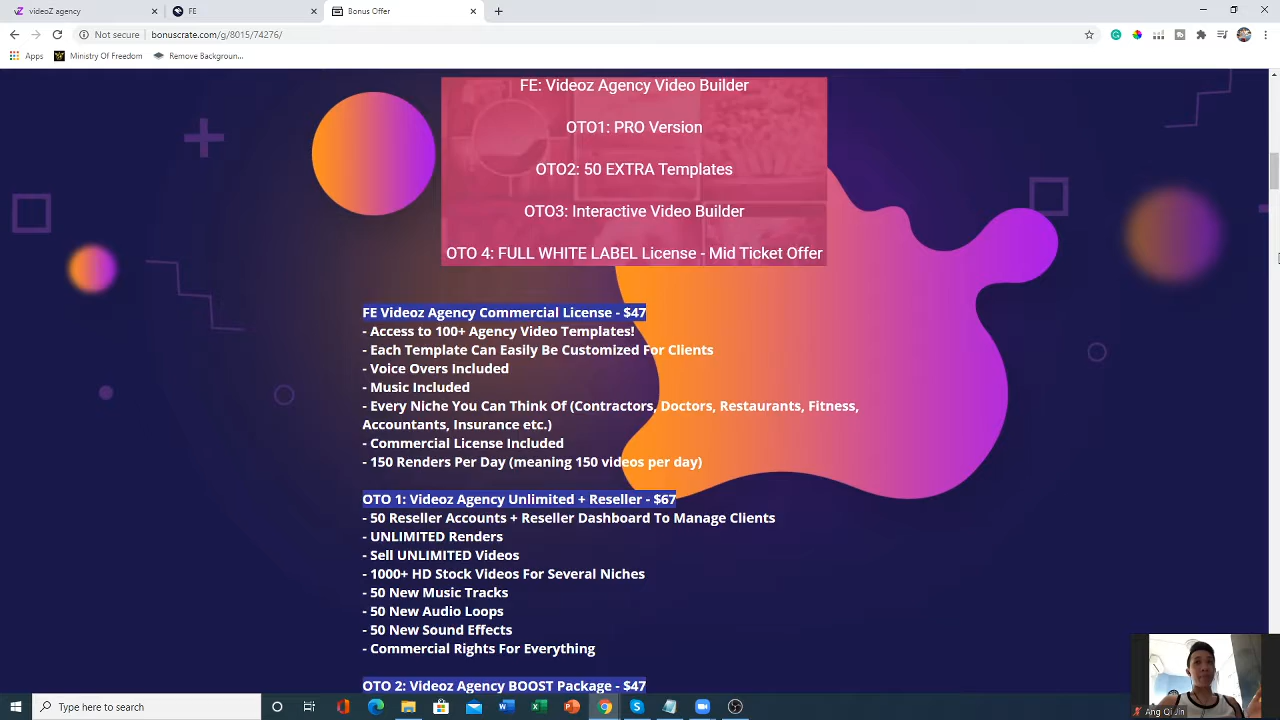 videoZ agency
FE
Bonus Offer
Not secure
bonuscrate.com/g/8015/74276/
Apps
Ministry Of Freedom
Remove Backgroun...
FE: Videoz Agency Video Builder
OTO1: PRO Version
OTO2: 50 EXTRA Templates
OTO3: Interactive Video Builder
OTO 4: FULL WHITE LABEL License - Mid Ticket Offer
FE Videoz Agency Commercial License - $47
- Access to 100+ Agency Video Templates!
- Each Template Can Easily Be Customized For Clients
- Voice Overs Included
- Music Included
- Every Niche You Can Think Of (Contractors, Doctors, Restaurants, Fitness,
Accountants, Insurance etc.)
- Commercial License Included
- 150 Renders Per Day (meaning 150 videos per day)
OTO 1: Videoz Agency Unlimited + Reseller - $67
- 50 Reseller Accounts + Reseller Dashboard To Manage Clients
- UNLIMITED Renders
- Sell UNLIMITED Videos
- 1000+ HD Stock Videos For Several Niches
- 50 New Music Tracks
- 50 New Audio Loops
- 50 New Sound Effects
- Commercial Rights For Everything
OTO 2: Videoz Agency BOOST Package - $47
Type here to search
Ang Qi Jin